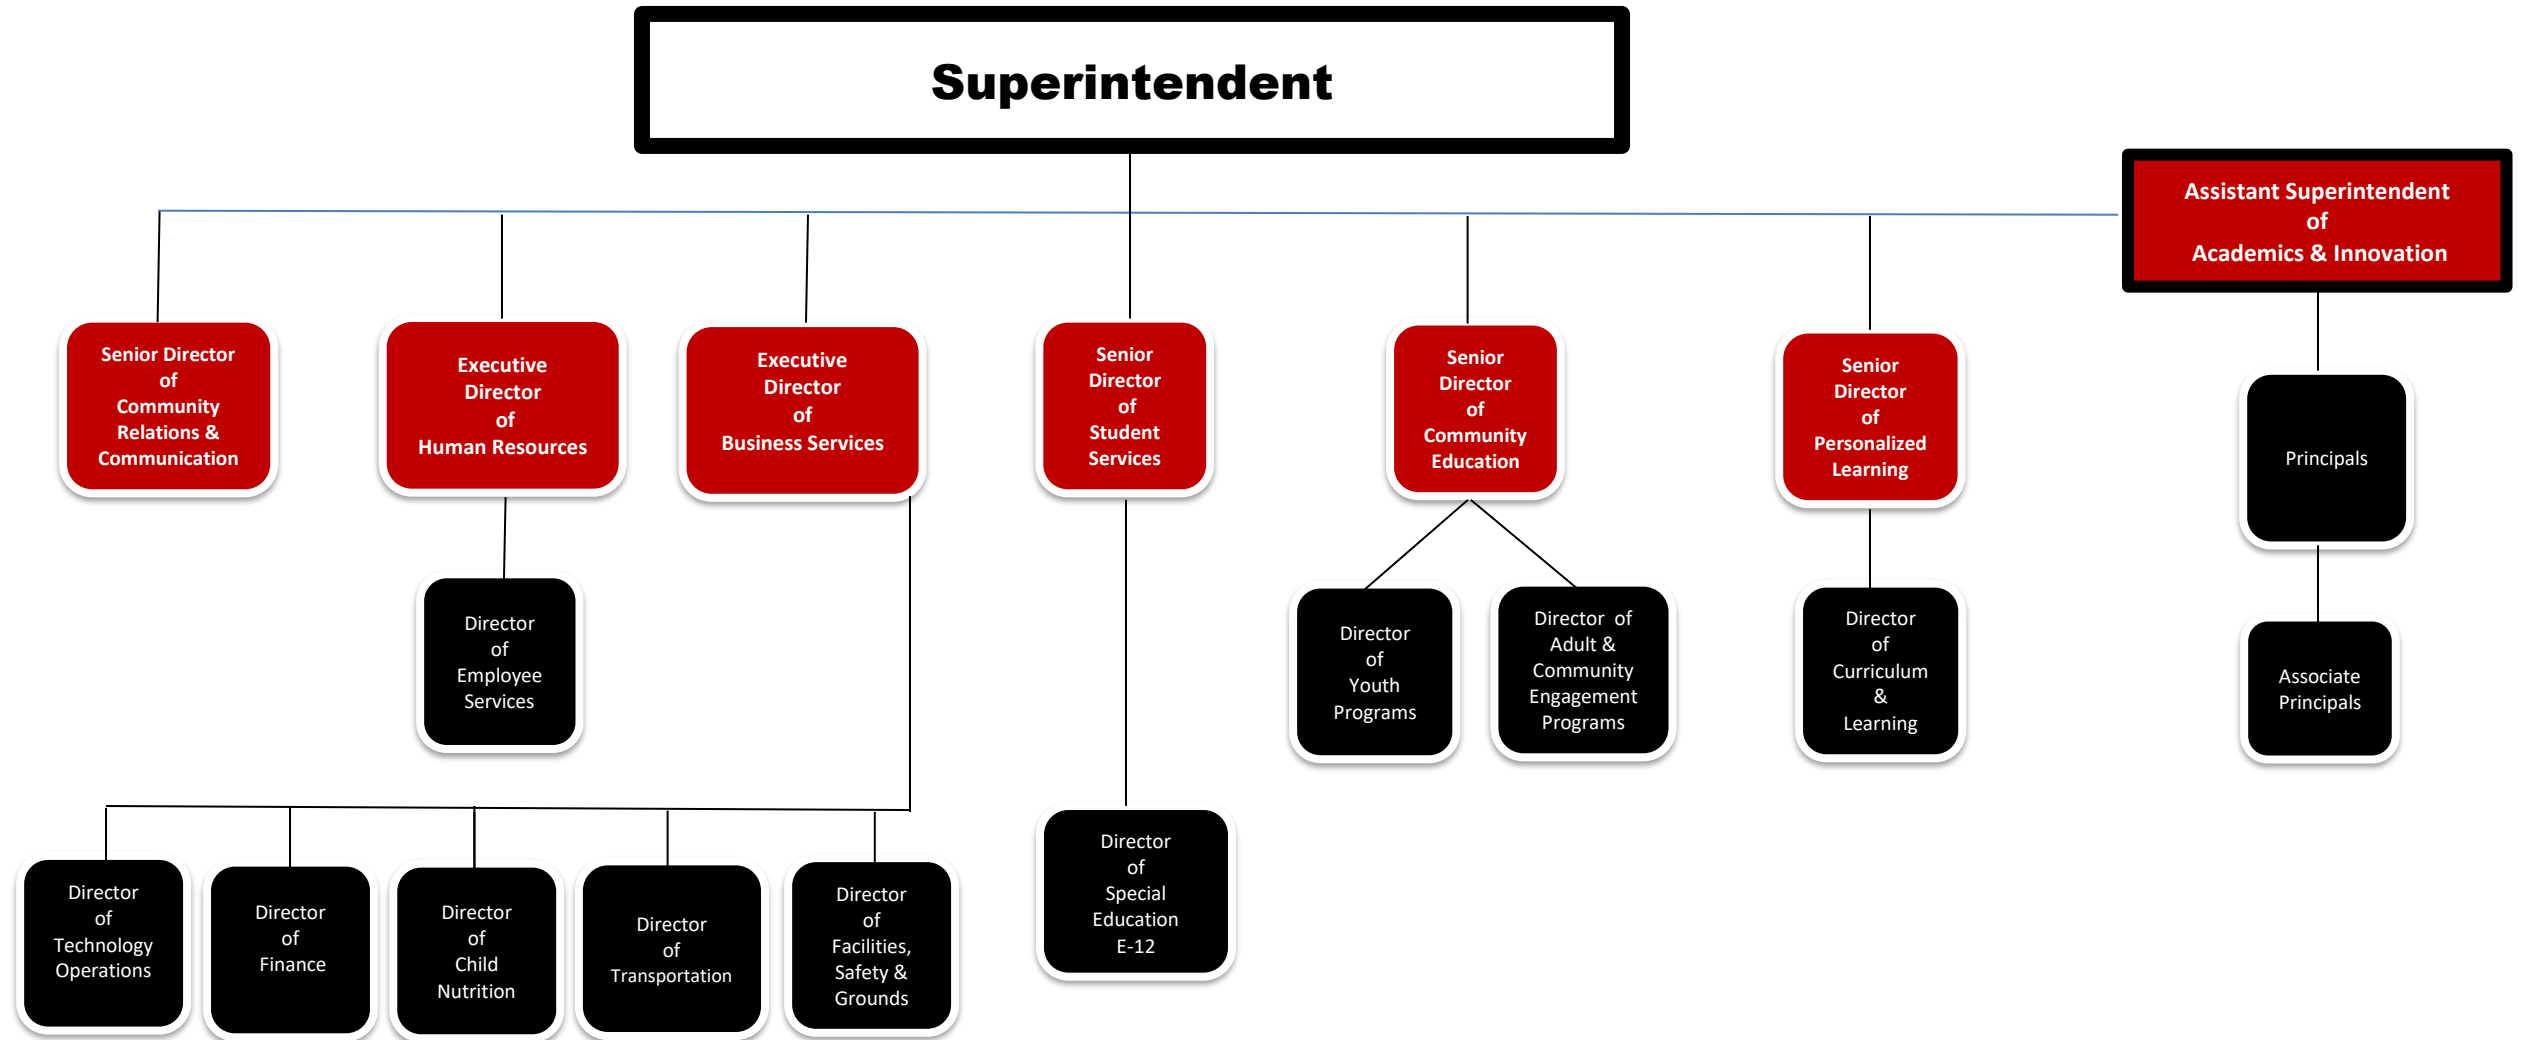 Superintendent
Assistant Superintendent
of
Academics & Innovation
Senior Director
of
Community
Relations &
Communication
Executive
Director
of
Human Resources
Executive
Director
of
Business Services
Senior
Director
of
Student
Services
Senior
Director
of
Community
Education
Senior
Director
of
Personalized
Learning
Principals
Director
of
Employee
Services
Director
of
Youth
Programs
Director of
Adult &
Community
Engagement
Programs
Director
of
Curriculum
&
Learning
Associate
Principals
Director
of
Technology
Operations
Director
of
Finance
Director
of
Child
Nutrition
Director
of
Transportation
Director
of
Facilities,
Safety &
Grounds
Director
of
Special
Education
E-12